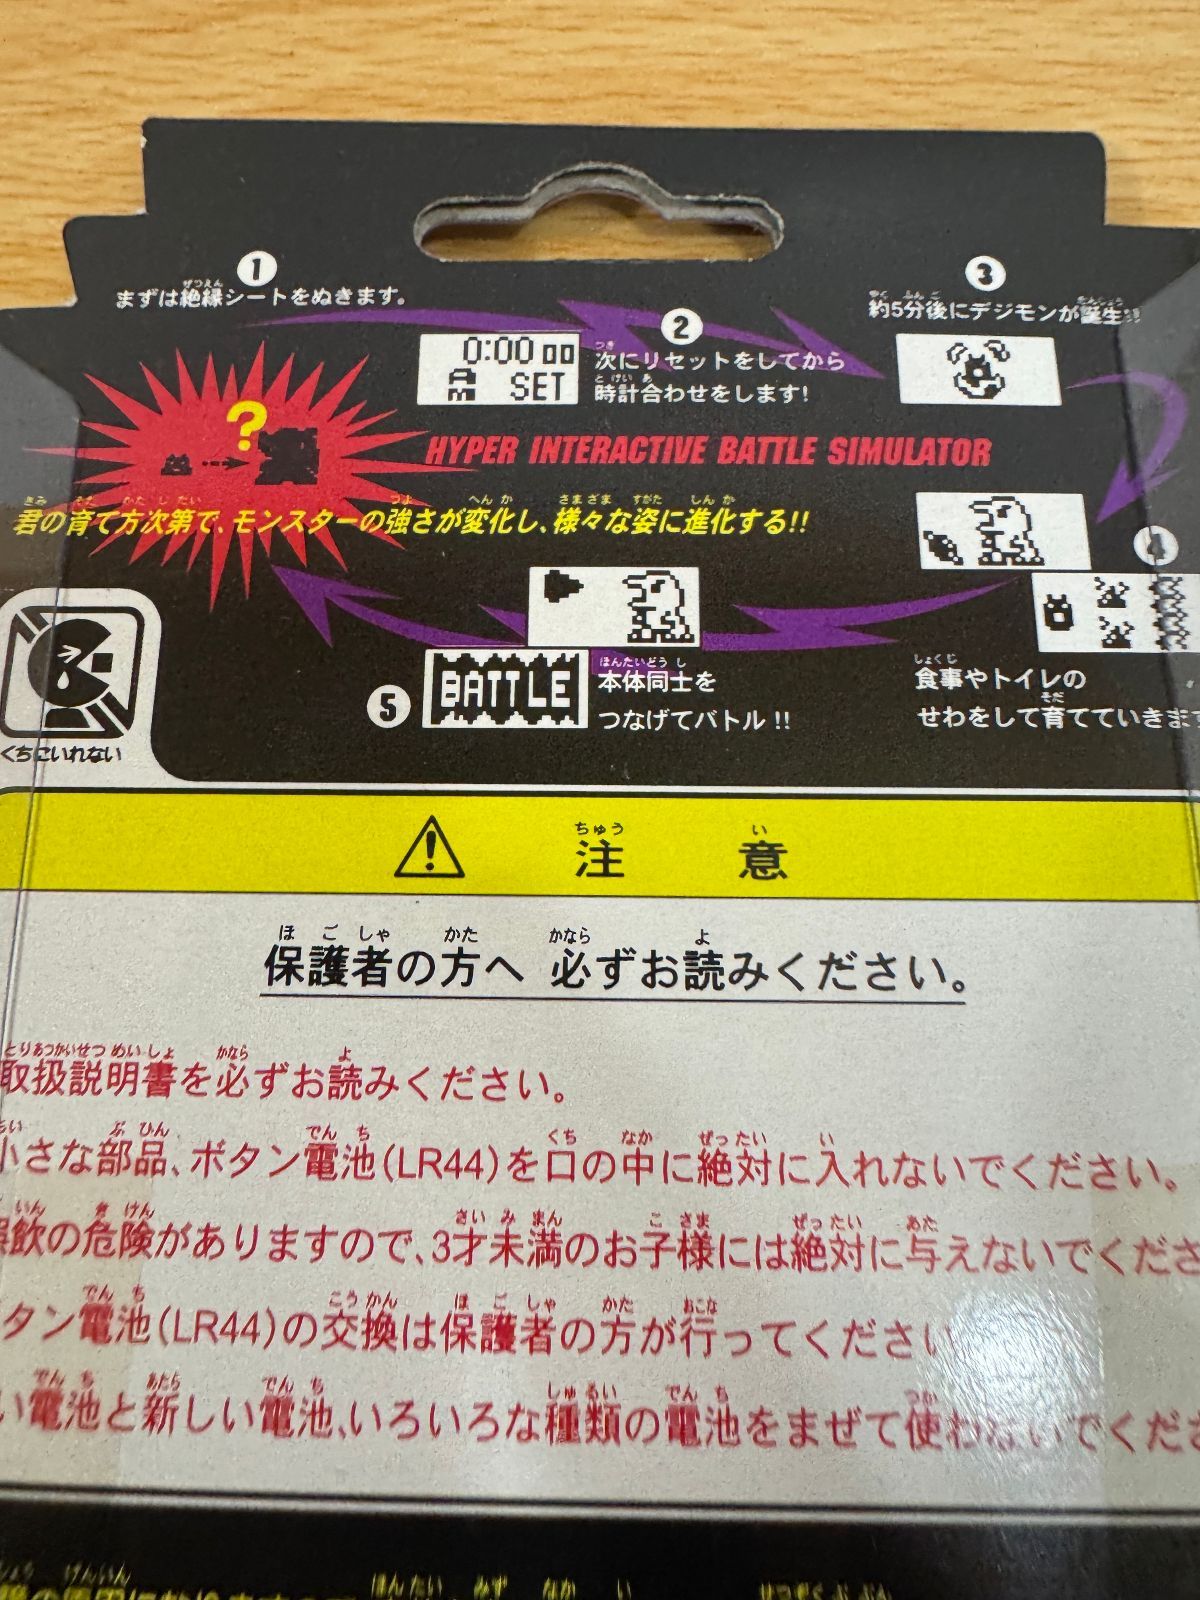 1
まずは絶縁シートをぬきます。
2
0:00 00
AM SET
次にリセットをしてから
時計合わせをします!
3
約5分後にデジモンが誕生!!
?
HYPER INTERACTIVE BATTLE SIMULATOR
君の育て方次第で、モンスターの強さが変化し、様々な姿に進化する!!
4
食事やトイレの
せわをして育てていきます
5
BATTLE
本体同士を
つなげてバトル!!
くちにいれない
注意
保護者の方へ 必ずお読みください。
取扱説明書を必ずお読みください。
小さな部品、ボタン電池(LR44)を口の中に絶対に入れないでください。
誤飲の危険がありますので、3才未満のお子様には絶対に与えないでくださ
タン電池(LR44)の交換は保護者の方が行ってください
い電池と新しい電池、いろいろな種類の電池をまぜて使わないでくださ